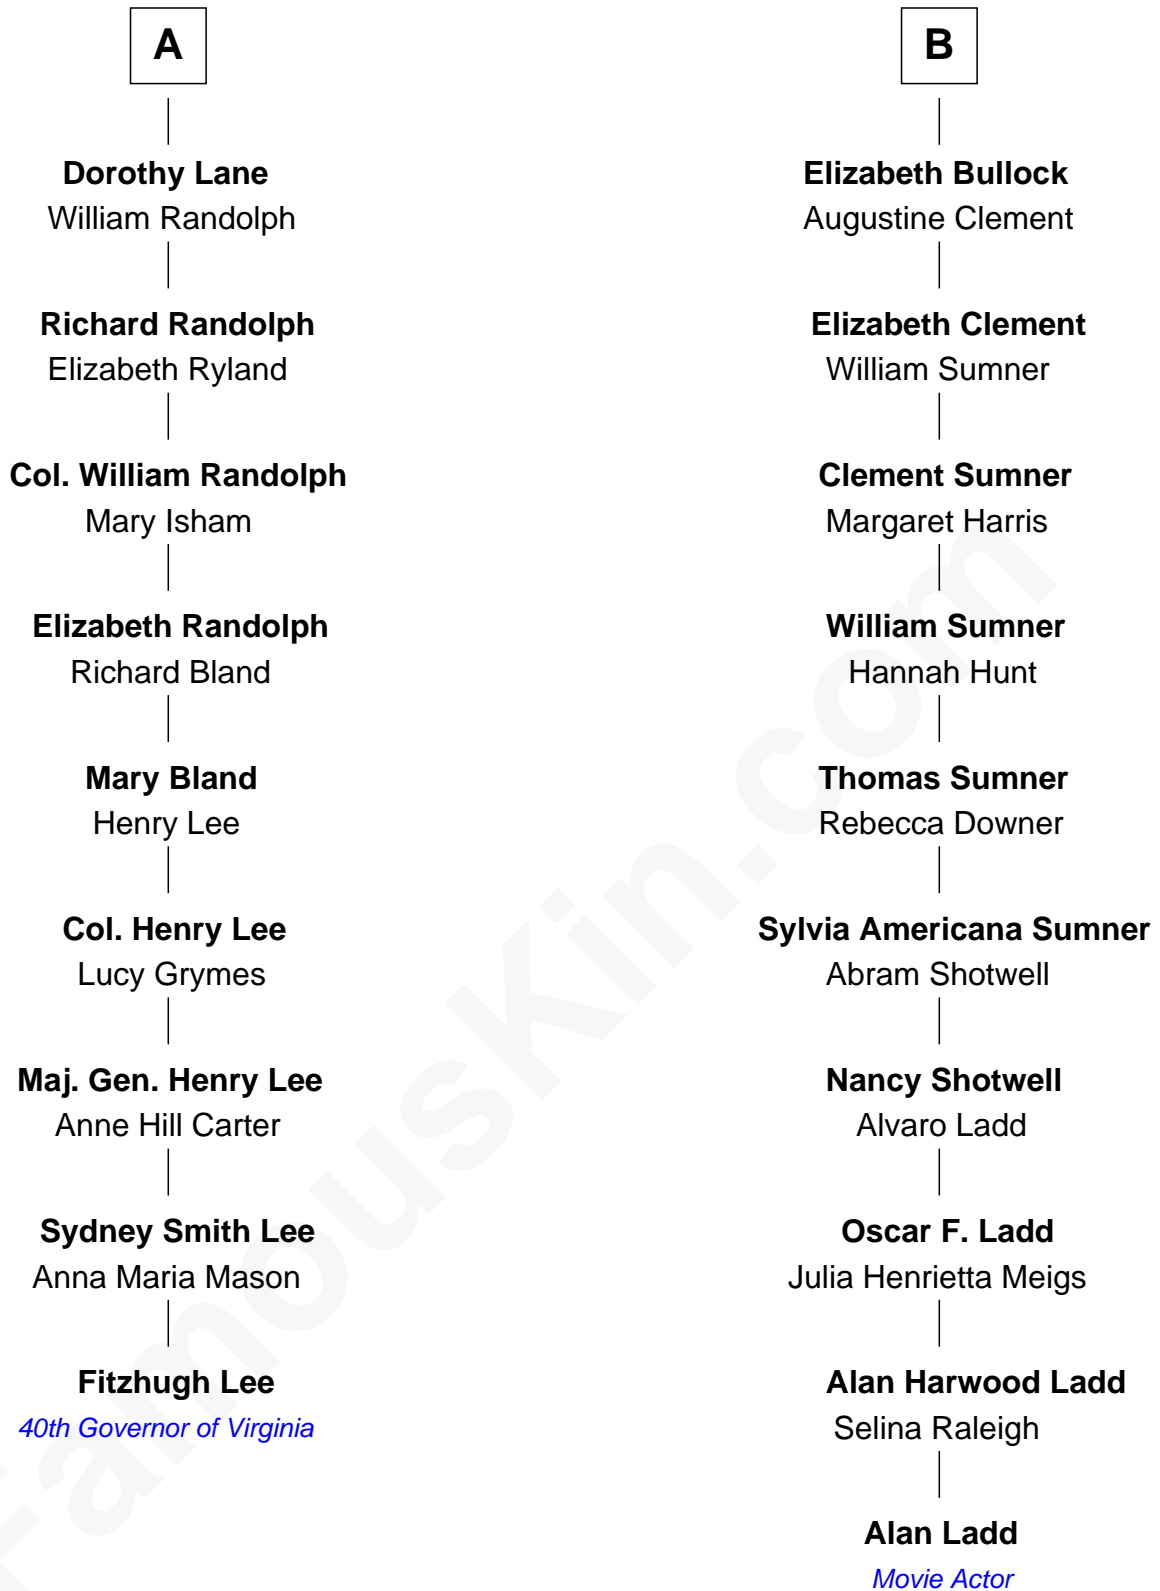 A
Dorothy Lane
William Randolph
Richard Randolph
Elizabeth Ryland
Col. William Randolph
Mary Isham
Elizabeth Randolph
Richard Bland
Mary Bland
Henry Lee
Col. Henry Lee
Lucy Grymes
Maj. Gen. Henry Lee
Anne Hill Carter
Sydney Smith Lee
Anna Maria Mason
Fitzhugh Lee
40th Governor of Virginia
B
Elizabeth Bullock
Augustine Clement
Elizabeth Clement
William Sumner
Clement Sumner
Margaret Harris
William Sumner
Hannah Hunt
Thomas Sumner
Rebecca Downer
Sylvia Americana Sumner
Abram Shotwell
Nancy Shotwell
Alvaro Ladd
Oscar F. Ladd
Julia Henrietta Meigs
Alan Harwood Ladd
Selina Raleigh
Alan Ladd
Movie Actor
FamousKin.com